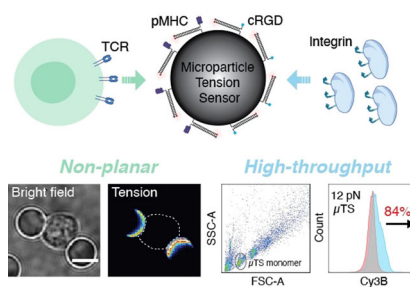 pMHC
cRGD
TCR
Integrin
Microparticle
Tension
Sensor
Non-planar
High-throughput
Bright field
Tension
SSC-A
μTS monomer
FSC-A
Count
12 pN
μTS
84%
Cy3B